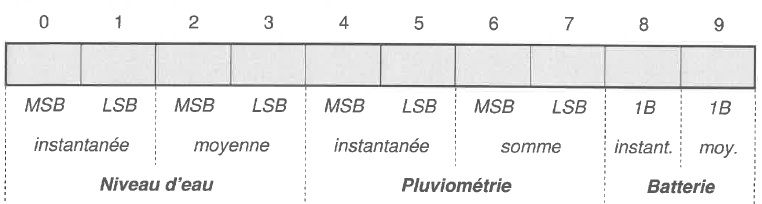 0 1 2 3 4 5 6 7 8 9
MSB LSB MSB LSB MSB LSB MSB LSB 1B 1B
instantanée moyenne instantanée somme instant. moy.
Niveau d'eau Pluviométrie Batterie